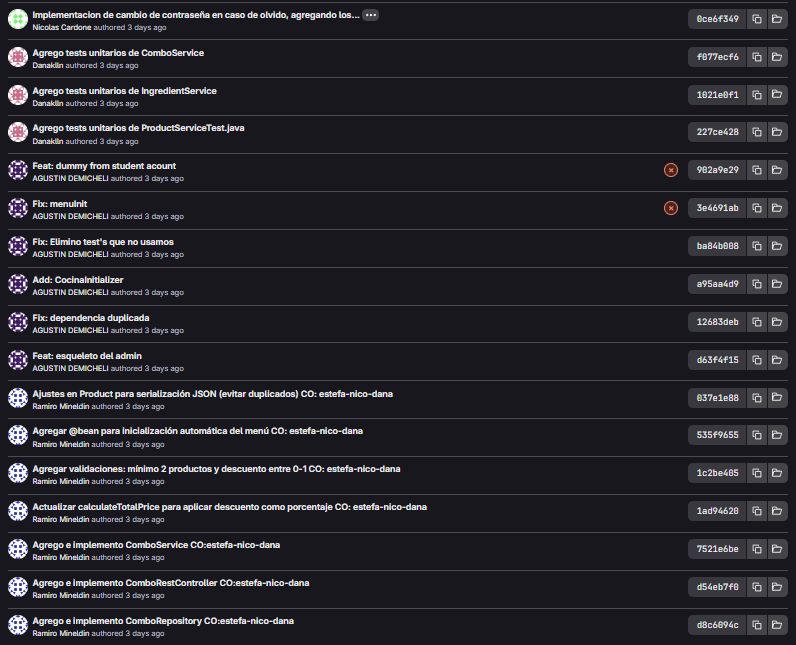 Implementacion de cambio de contraseña en caso de olvido, agregando los... •••
Nicolas Cardone authored 3 days ago
0ce6f349
Agrego tests unitarios de ComboService
Danaklln authored 3 days ago
f077ecf6
Agrego tests unitarios de IngredientService
Danaklln authored 3 days ago
1021e0f1
Agrego tests unitarios de ProductServiceTest.java
Danaklln authored 3 days ago
227ce428
Feat: dummy from student acount
AGUSTIN DEMICHELI authored 3 days ago
902a9e29
Fix: menuInit
AGUSTIN DEMICHELI authored 3 days ago
3e4691ab
Fix: Elimino test's que no usamos
AGUSTIN DEMICHELI authored 3 days ago
ba84b008
Add: CocinaInitializer
AGUSTIN DEMICHELI authored 3 days ago
a95aa4d9
Fix: dependencia duplicada
AGUSTIN DEMICHELI authored 3 days ago
12683deb
Feat: esqueleto del admin
AGUSTIN DEMICHELI authored 3 days ago
d63f4f15
Ajustes en Product para serialización JSON (evitar duplicados) CO: estefa-nico-dana
Ramiro Mineldin authored 3 days ago
037e1e88
Agregar @bean para inicialización automática del menú CO: estefa-nico-dana
Ramiro Mineldin authored 3 days ago
535f9655
Agregar validaciones: mínimo 2 productos y descuento entre 0-1 CO: estefa-nico-dana
Ramiro Mineldin authored 3 days ago
1c2be405
Actualizar calculateTotalPrice para aplicar descuento como porcentaje CO: estefa-nico-dana
Ramiro Mineldin authored 3 days ago
1ad94620
Agrego e implemento ComboService CO:estefa-nico-dana
Ramiro Mineldin authored 3 days ago
7521e6be
Agrego e implemento ComboRestController CO:estefa-nico-dana
Ramiro Mineldin authored 3 days ago
d54eb7f0
Agrego e implemento ComboRepository CO:estefa-nico-dana
Ramiro Mineldin authored 3 days ago
d8c6094c